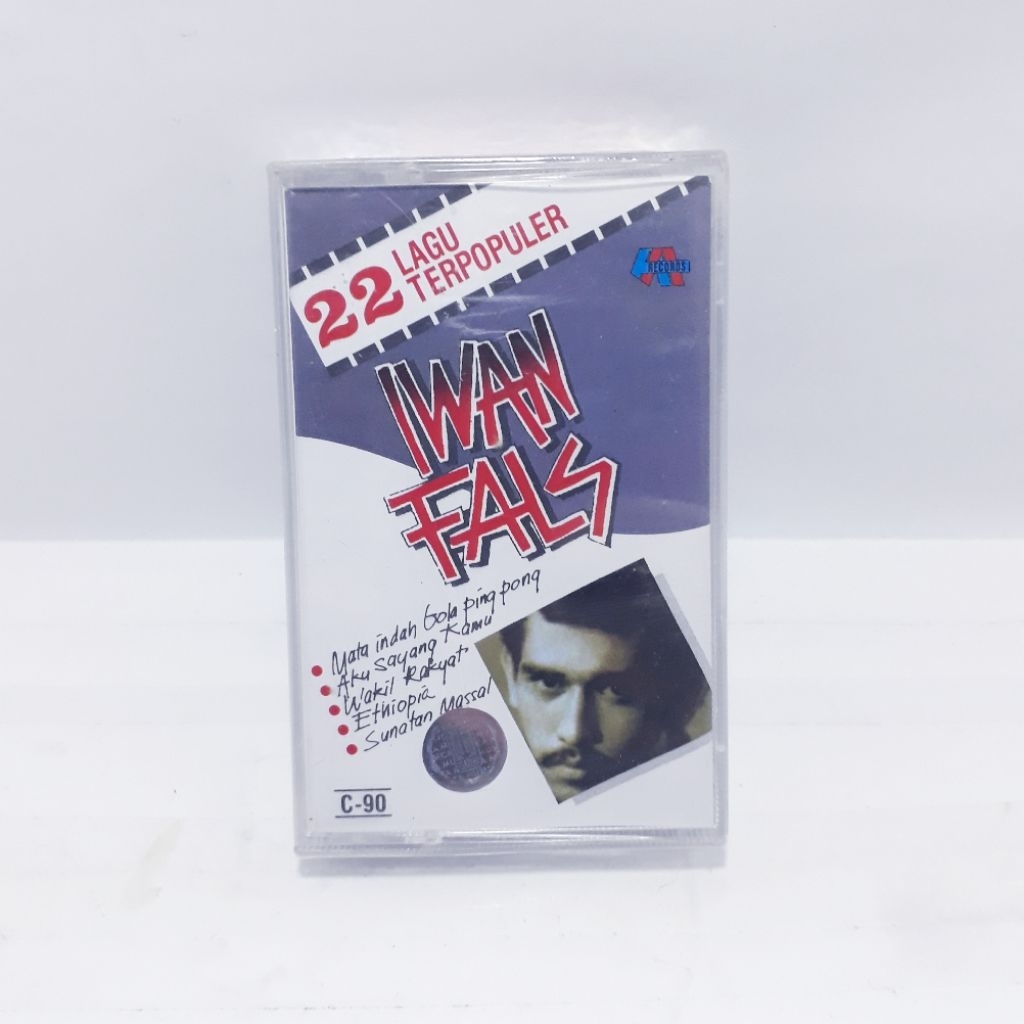 22 LAGU
TERPOPULER
RECORDS
IWAN
FALS
• Mata indah bola ping pong
• Aku Sayang Kamu
• Wakil Rakyat
• Ethiopia
• Sunatan Massal
C-90